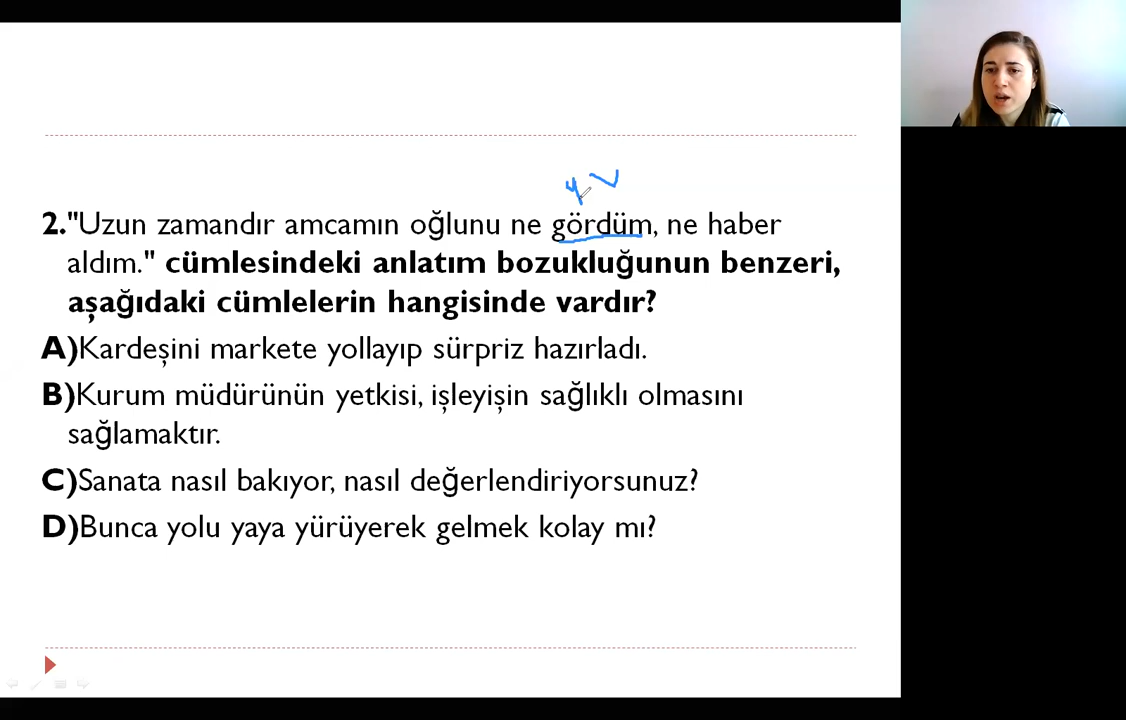 2."Uzun zamandır amcamın oğlunu ne gördüm, ne haber
aldım." cümlesindeki anlatım bozukluğunun benzeri,
aşağıdaki cümlelerin hangisinde vardır?
A)Kardeşini markete yollayıp sürpriz hazırladı.
B)Kurum müdürünün yetkisi, işleyişin sağlıklı olmasını
sağlamaktır.
C)Sanata nasıl bakıyor, nasıl değerlendiriyorsunuz?
D)Bunca yolu yaya yürüyerek gelmek kolay mı?